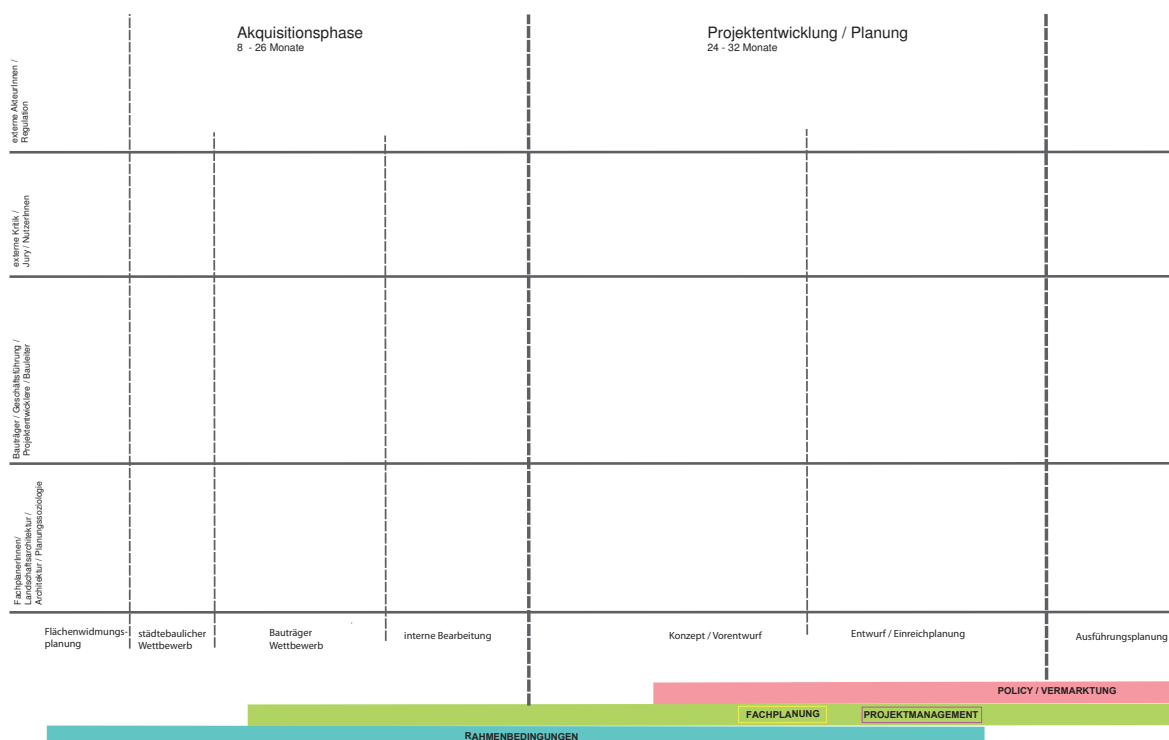 Akquisitionsphase
8 - 26 Monate
Projektentwicklung / Planung
24 - 32 Monate
externe AkteurInnen /
Regulation
externe Kritik /
Jury / NutzerInnen
Bauträger / Geschäftsführung /
Projektentwicklere / Bauleiter
FachplanerInnen/
Landschaftsarchitektur /
Architektur / Planungssoziologie
Flächenwidmungs-
planung
städtebaulicher
Wettbewerb
Bauträger
Wettbewerb
interne Bearbeitung
Konzept / Vorentwurf
Entwurf / Einreichplanung
Ausführungsplanung
POLICY / VERMARKTUNG
FACHPLANUNG
PROJEKTMANAGEMENT
RAHMENBEDINGUNGEN